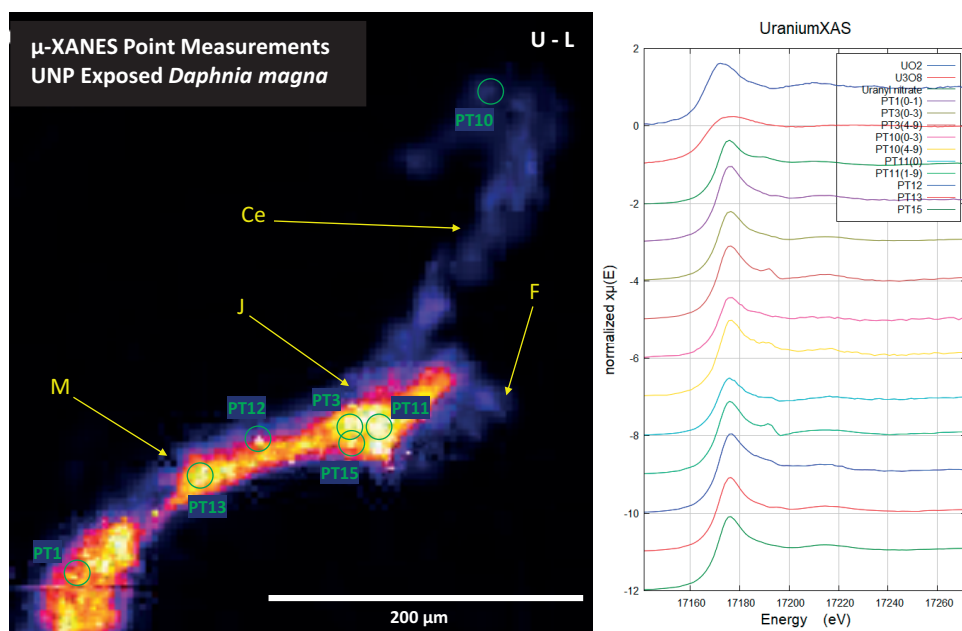 μ-XANES Point Measurements
UNP Exposed Daphnia magna
U - L
PT10
Ce
F
J
M
PT12
PT3
PT11
PT15
PT13
PT1
200 μm
UraniumXAS
UO2
U3O8
Uranyl nitrate
PT1(0-1)
PT3(0-3)
PT3(4-9)
PT10(0-3)
PT10(4-9)
PT11(0)
PT11(1-9)
PT12
PT13
PT15
normalized xμ(E)
2
0
-2
-4
-6
-8
-10
-12
17160 17180 17200 17220 17240 17260
Energy (eV)